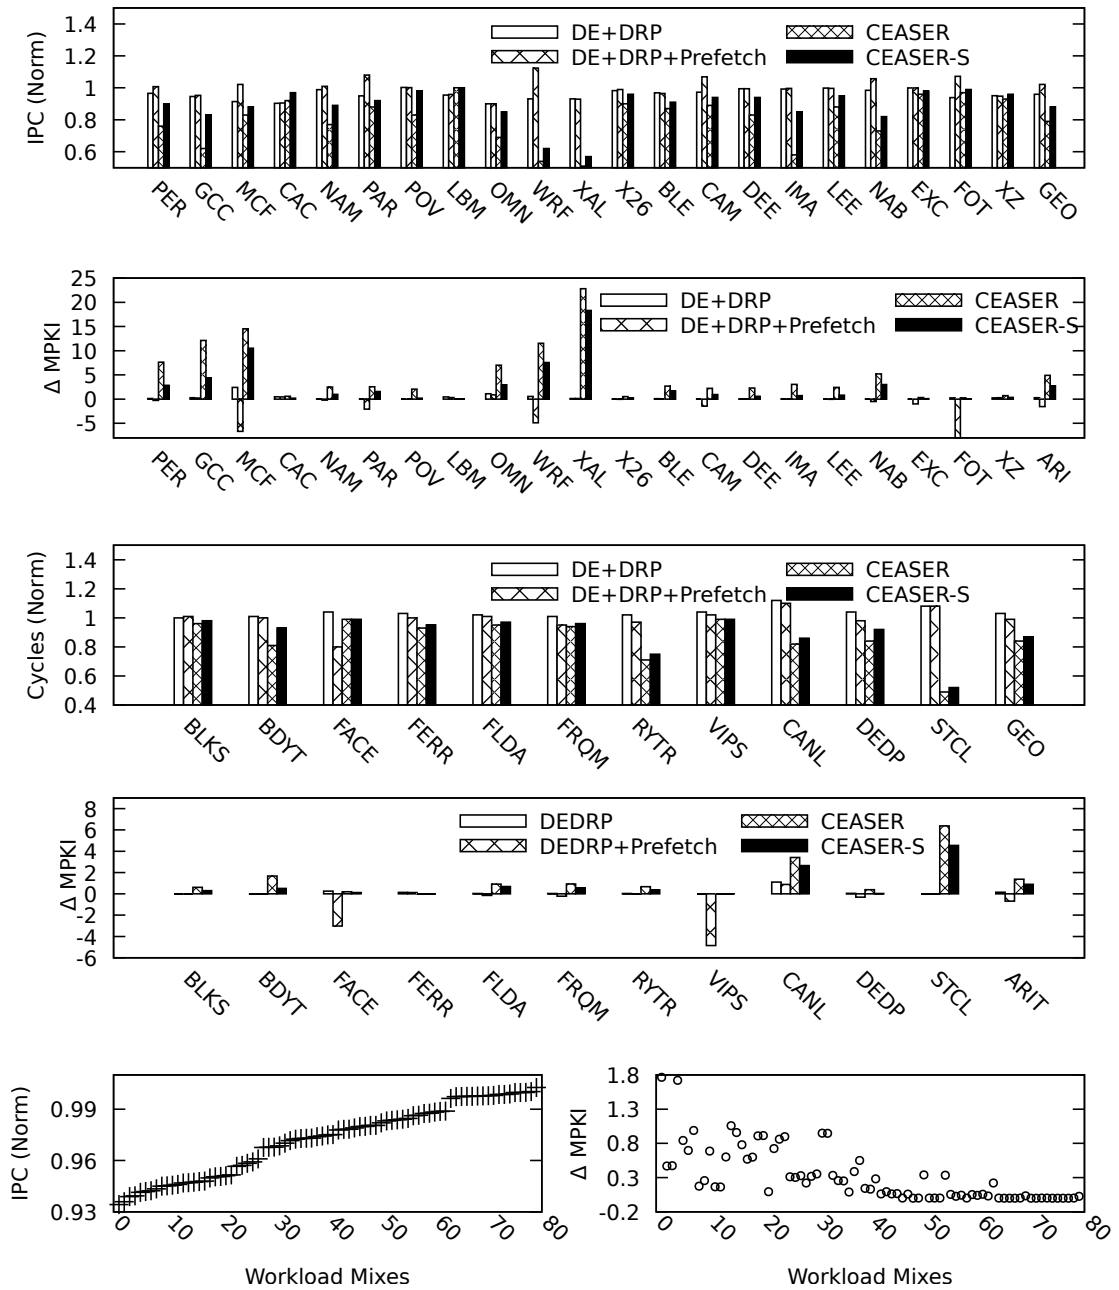 IPC (Norm)
1.4
1.2
1
0.8
0.6
DE+DRP
DE+DRP+Prefetch
CEASER
CEASER-S
PER GCC MCF CAC NAM PAR POV LBM OMN WRF XAL X26 BLE CAM DEE IMA LEE NAB EXC FOT XZ GEO
Δ MPKI
25
20
15
10
5
0
-5
DE+DRP
DE+DRP+Prefetch
CEASER
CEASER-S
PER GCC MCF CAC NAM PAR POV LBM OMN WRF XAL X26 BLE CAM DEE IMA LEE NAB EXC FOT XZ ARI
Cycles (Norm)
1.4
1.2
1
0.8
0.6
0.4
DE+DRP
DE+DRP+Prefetch
CEASER
CEASER-S
BLKS BDYT FACE FERR FLDA FRQM RYTR VIPS CANL DEDP STCL GEO
Δ MPKI
8
6
4
2
0
-2
-4
-6
DEDRP
DEDRP+Prefetch
CEASER
CEASER-S
BLKS BDYT FACE FERR FLDA FRQM RYTR VIPS CANL DEDP STCL ARIT
IPC (Norm)
0.99
0.96
0.93
0 10 20 30 40 50 60 70 80
Workload Mixes
Δ MPKI
1.8
1.3
0.8
0.3
-0.2
0 10 20 30 40 50 60 70 80
Workload Mixes